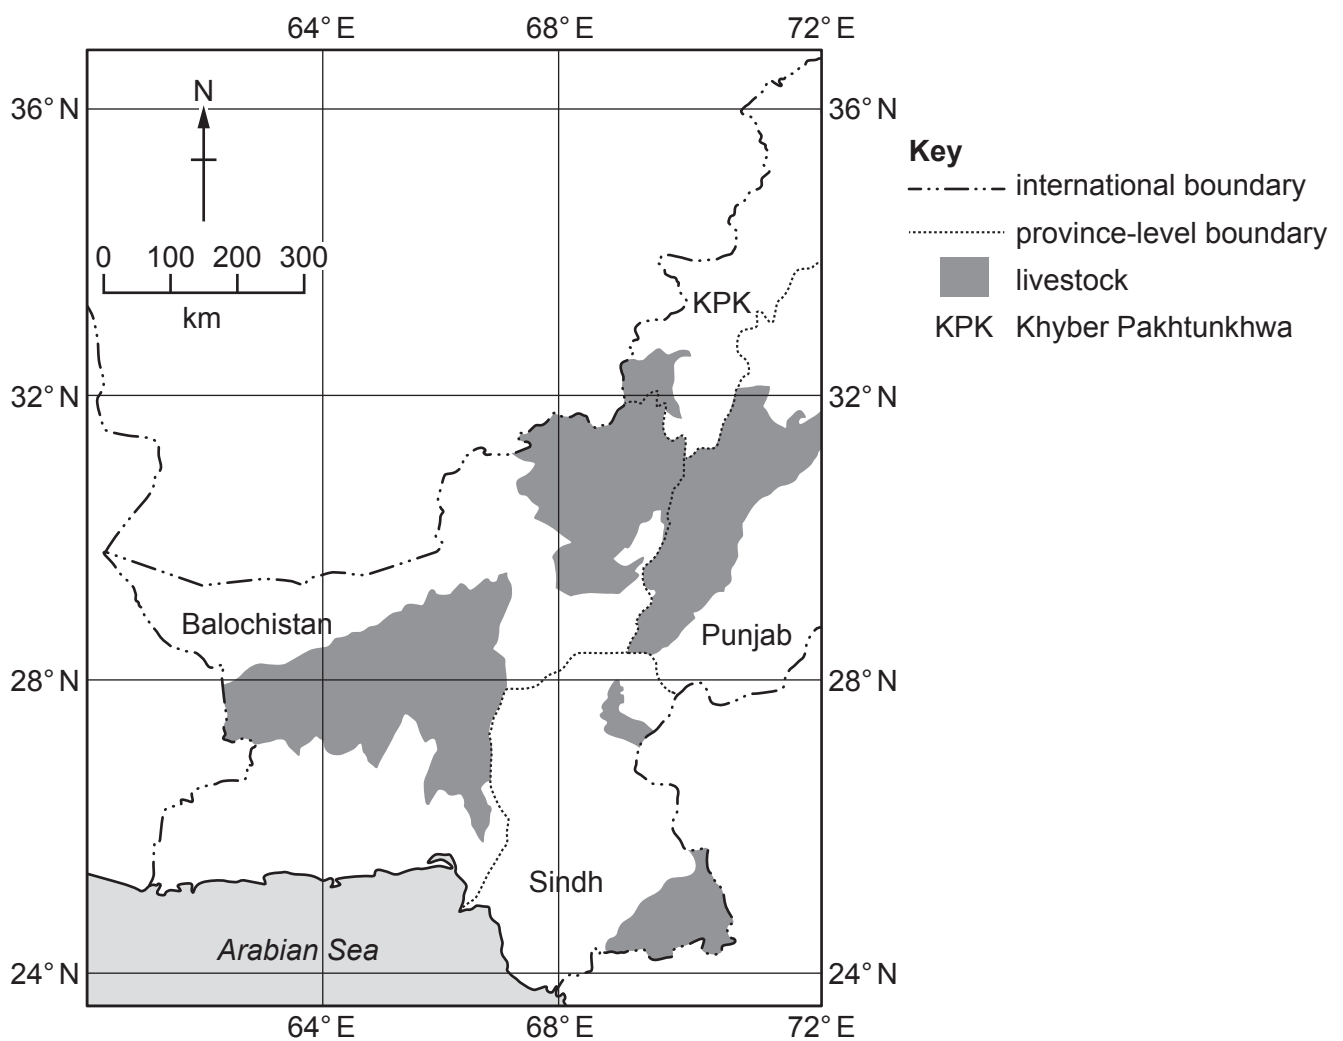 64° E 68° E 72° E
36° N 36° N
N
0 100 200 300
km
Key
international boundary
province-level boundary
livestock
KPK Khyber Pakhtunkhwa
KPK
32° N 32° N
Balochistan
Punjab
28° N 28° N
Sindh
Arabian Sea
24° N 24° N
64° E 68° E 72° E